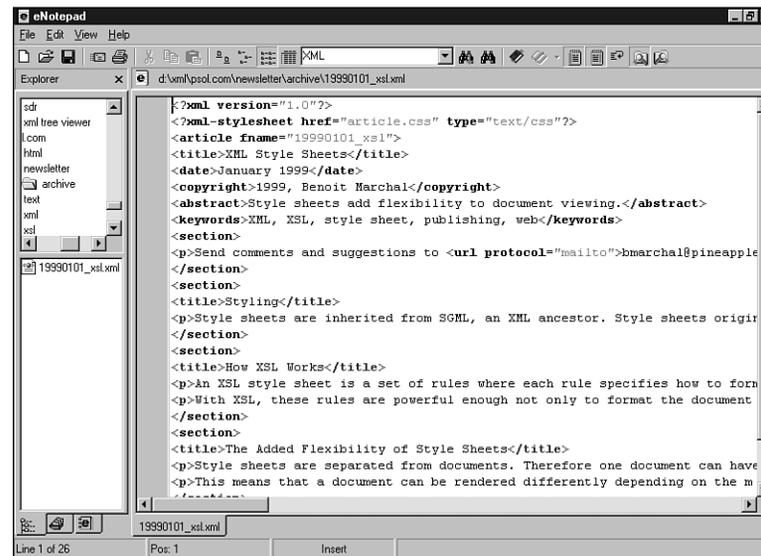 eNotepad
File Edit View Help
XML
Explorer x
d:\xml\psol.com\newsletter\archive\19990101_xsl.xml
sdr
xml tree viewer
l.com
html
newsletter
archive
text
xml
xsl
19990101_xsl.xml
<?xml version="1.0"?>
<?xml-stylesheet href="article.css" type="text/css"?>
<article fname="19990101_xsl">
<title>XML Style Sheets</title>
<date>January 1999</date>
<copyright>1999, Benoit Marchal</copyright>
<abstract>Style sheets add flexibility to document viewing.</abstract>
<keywords>XML, XSL, style sheet, publishing, web</keywords>
<section>
<p>Send comments and suggestions to <url protocol="mailto">bmarchal@pineapple
</section>
<section>
<title>Styling</title>
<p>Style sheets are inherited from SGML, an XML ancestor. Style sheets origin
</section>
<section>
<title>How XSL Works</title>
<p>An XSL style sheet is a set of rules where each rule specifies how to form
<p>With XSL, these rules are powerful enough not only to format the document
</section>
<section>
<title>The Added Flexibility of Style Sheets</title>
<p>Style sheets are separated from documents. Therefore one document can have
<p>This means that a document can be rendered differently depending on the m
19990101_xsl.xml
Line 1 of 26 Pos: 1 Insert